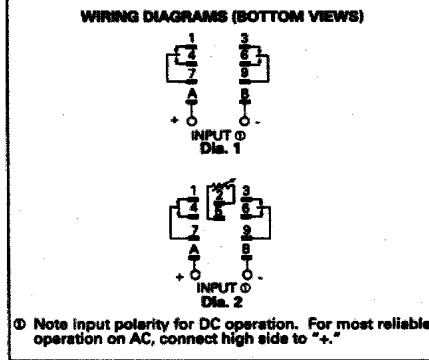 WIRING DIAGRAMS (BOTTOM VIEWS)
1 3
4 6
7 9
A B
+ -
INPUT ①
Dia. 1
1 2 3
4 5 6
7 9
A B
+ -
INPUT ①
Dia. 2
① Note input polarity for DC operation. For most reliable
operation on AC, connect high side to "+."